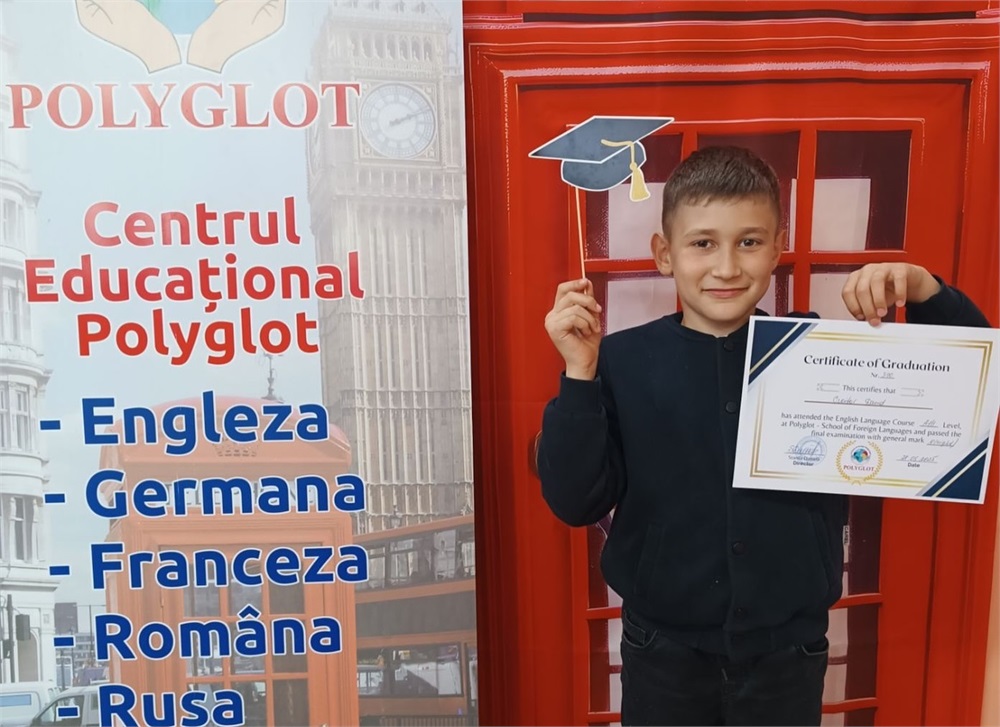 POLYGLOT
Centrul
Educațional
Polyglot
- Engleza
- Germana
- Franceza
- Româna
- Rusa
Certificate of Graduation
Nr.
This certifies that
has attended the English Language Course Level,
at Polyglot - School of Foreign Languages and passed the
final examination with general mark
Director
POLYGLOT
Date